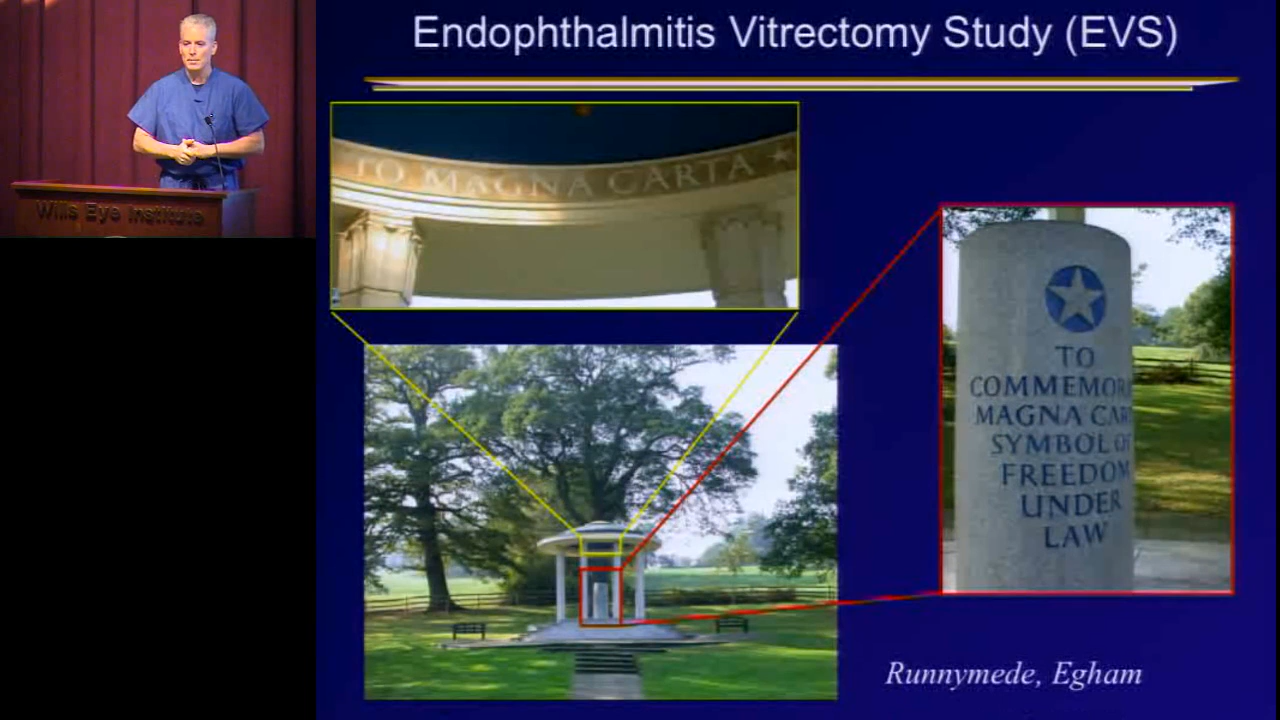 Endophthalmitis Vitrectomy Study (EVS)
Wills Eye Institute
TO MAGNA CARTA
TO
COMMEMOR
MAGNA CAR
SYMBOL OF
FREEDOM
UNDER
LAW
Runnymede, Egham